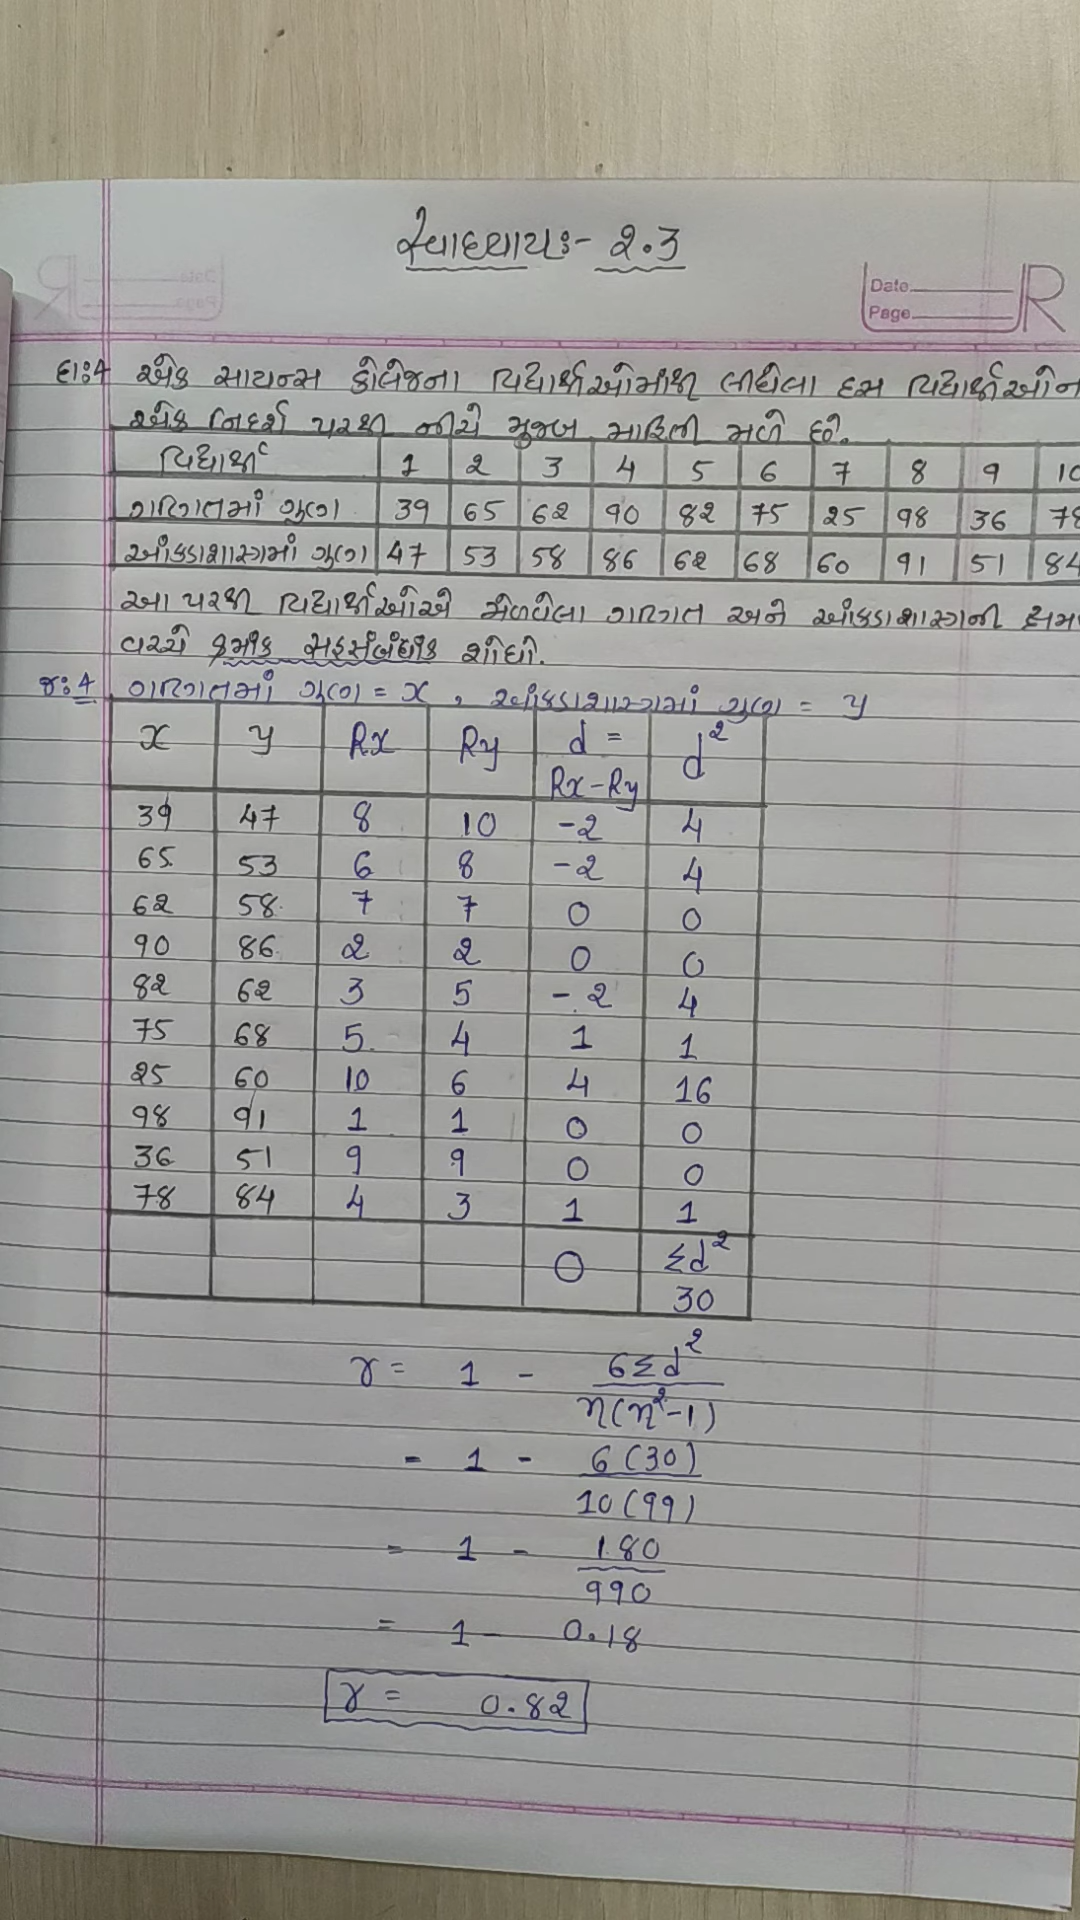 સ્વાધ્યાય:- 2.3
Date
Page
R
દા:4 એક સાયન્સ કોલેજના વિદ્યાર્થીઓમાંથી લીધેલા દસ વિદ્યાર્થીઓન
એક નિદર્શ પરથી નીચે મુજબ માહિતી મળે છે.
વિદ્યાર્થી 1 2 3 4 5 6 7 8 9 10
ગણિતમાં ગુણ 39 65 62 90 82 75 25 98 36 78
આંકડાશાસ્ત્રમાં ગુણ 47 53 58 86 62 68 60 91 51 84
આ પરથી વિદ્યાર્થીઓએ મેળવેલા ગણિત અને આંકડાશાસ્ત્રની ક્ષમ
વચ્ચે ક્રમાંક સહસંબંધાંક શોધો.
જ:4 ગણિતમાં ગુણ = x , આંકડાશાસ્ત્રમાં ગુણ = y
x y Rx Ry d = Rx-Ry d²
39 47 8 10 -2 4
65 53 6 8 -2 4
62 58 7 7 0 0
90 86 2 2 0 0
82 62 3 5 -2 4
75 68 5 4 1 1
25 60 10 6 4 16
98 91 1 1 0 0
36 51 9 9 0 0
78 84 4 3 1 1
0 Σd²
30
r = 1 - 6Σd² / n(n²-1)
= 1 - 6(30) / 10(99)
= 1 - 180 / 990
= 1 - 0.18
r = 0.82